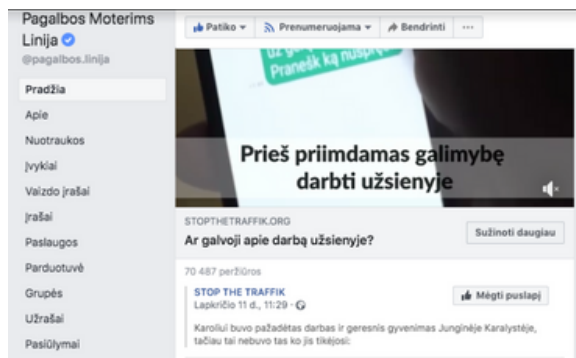 Pagalbos Moterims
Linija
@pagalbos.linija
Pradžia
Apie
Nuotraukos
Įvykiai
Vaizdo įrašai
Įrašai
Paslaugos
Parduotuvė
Grupės
Užrašai
Pasiūlymai
Patiko
Prenumeruojama
Bendrinti
Pranešk ką
Prieš priimdamas galimybę
darbti užsienyje
STOPTHETRAFFIK.ORG
Ar galvoji apie darbą užsienyje?
Sužinoti daugiau
70 487 peržiūros
STOP THE TRAFFIK
Lapkričio 11 d., 11:29 ·
Mėgti puslapį
Karoliui buvo pažadėtas darbas ir geresnis gyvenimas Jungtinėje Karalystėje,
tačiau tai nebuvo tas ko jis tikėjosi: